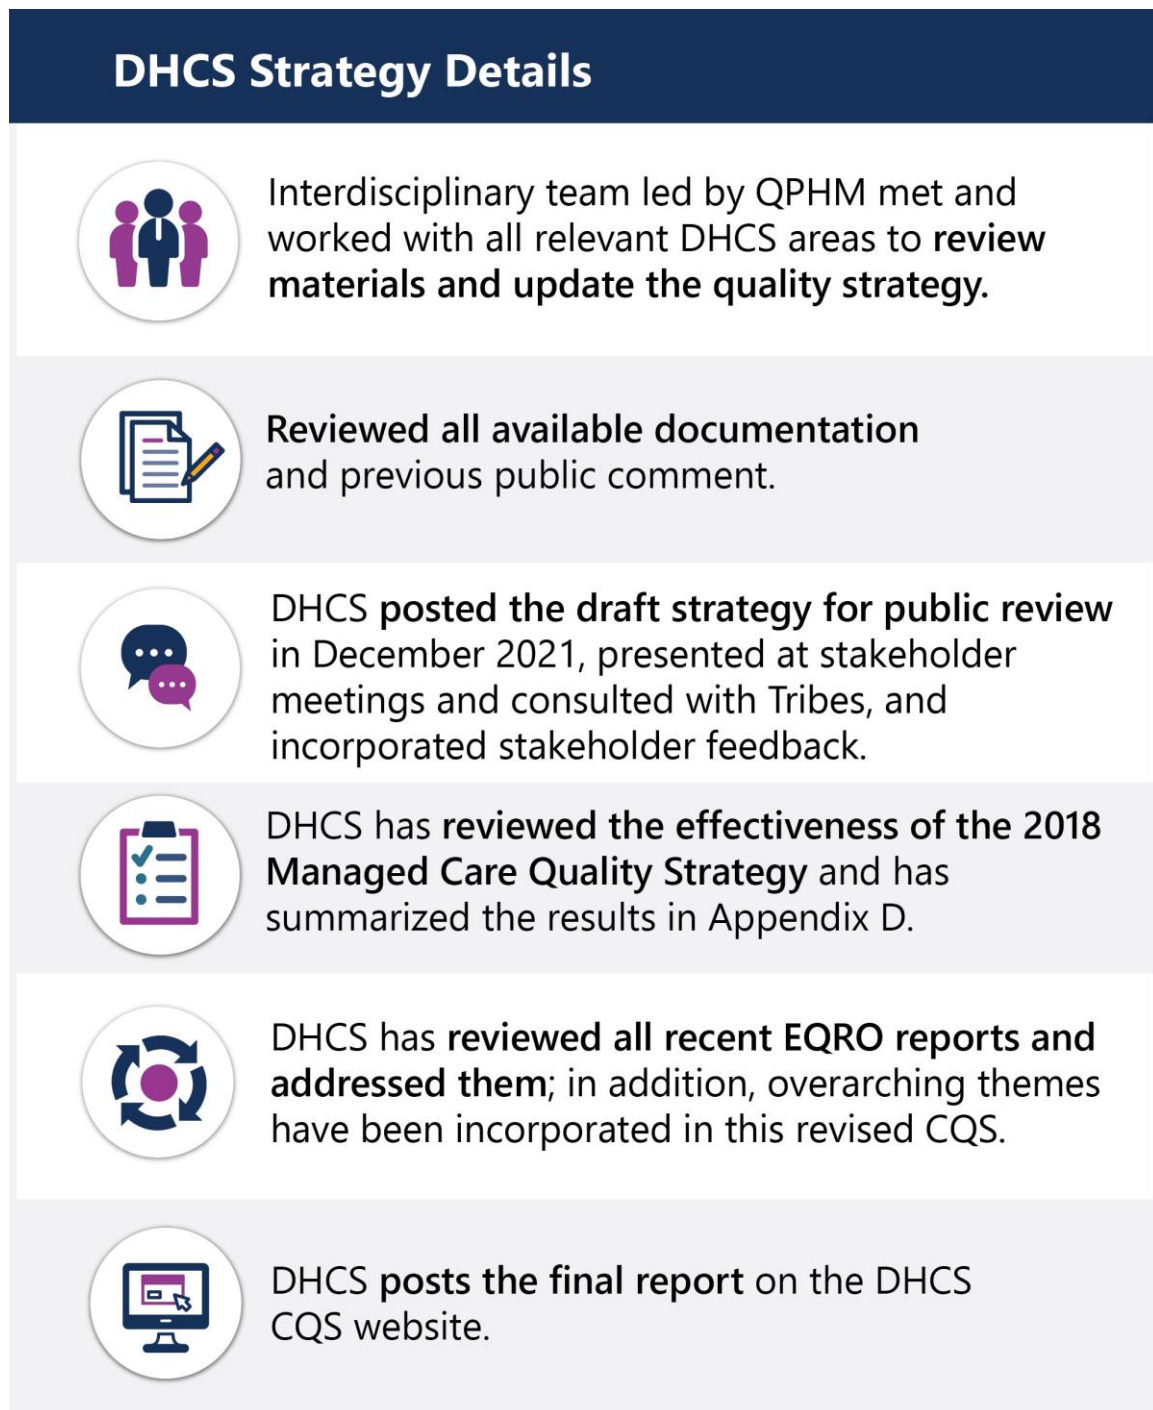 DHCS Strategy Details
Interdisciplinary team led by QPHM met and
worked with all relevant DHCS areas to review
materials and update the quality strategy.
Reviewed all available documentation
and previous public comment.
DHCS posted the draft strategy for public review
in December 2021, presented at stakeholder
meetings and consulted with Tribes, and
incorporated stakeholder feedback.
DHCS has reviewed the effectiveness of the 2018
Managed Care Quality Strategy and has
summarized the results in Appendix D.
DHCS has reviewed all recent EQRO reports and
addressed them; in addition, overarching themes
have been incorporated in this revised CQS.
DHCS posts the final report on the DHCS
CQS website.